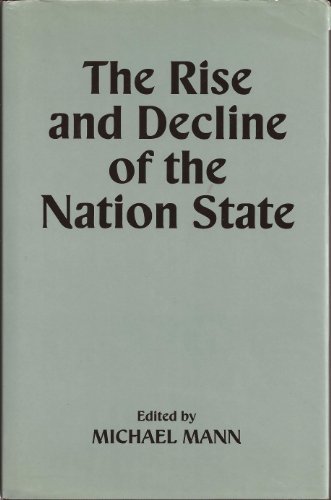 The Rise
and Decline
of the
Nation State
Edited by
MICHAEL MANN